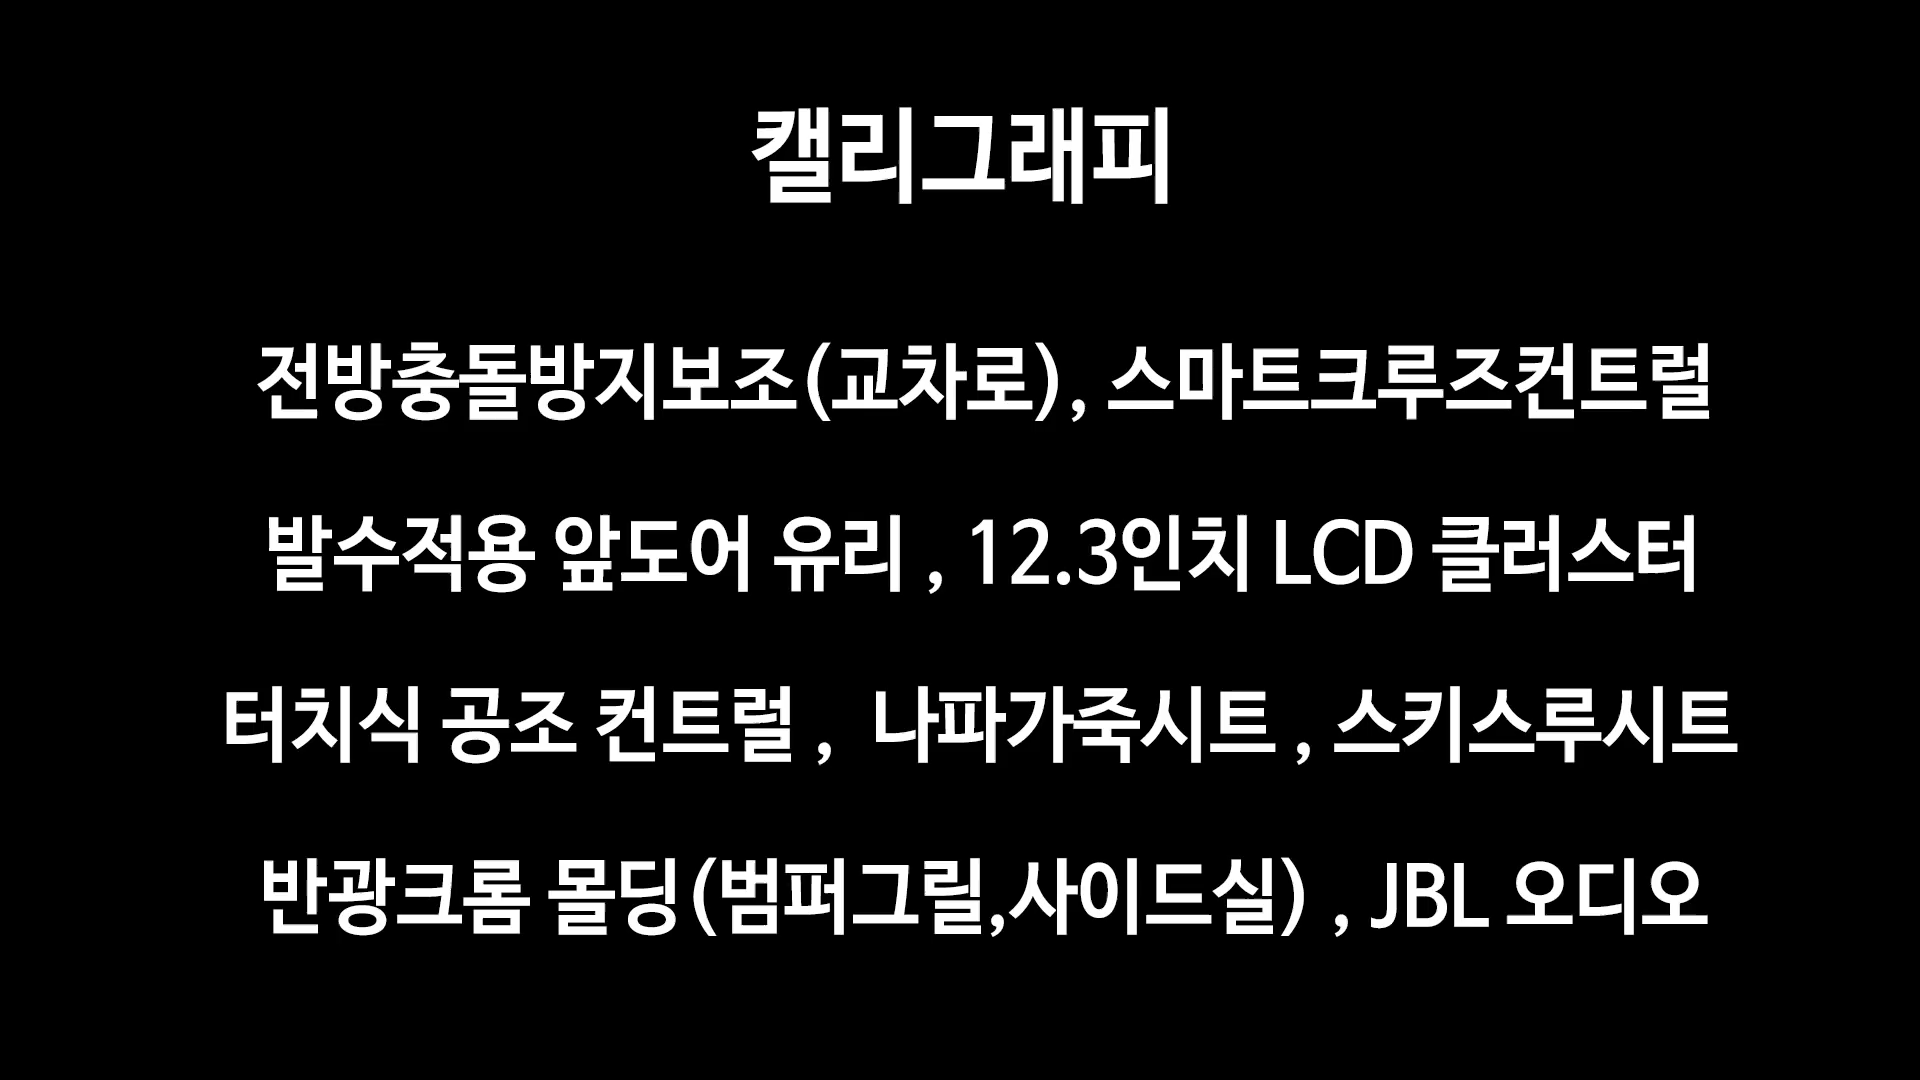 캘리그래피
전방충돌방지보조(교차로), 스마트크루즈컨트럴
발수적용 앞도어 유리 , 12.3인치 LCD 클러스터
터치식 공조 컨트럴 , 나파가죽시트 , 스키스루시트
반광크롬 몰딩(범퍼그릴,사이드실) , JBL 오디오